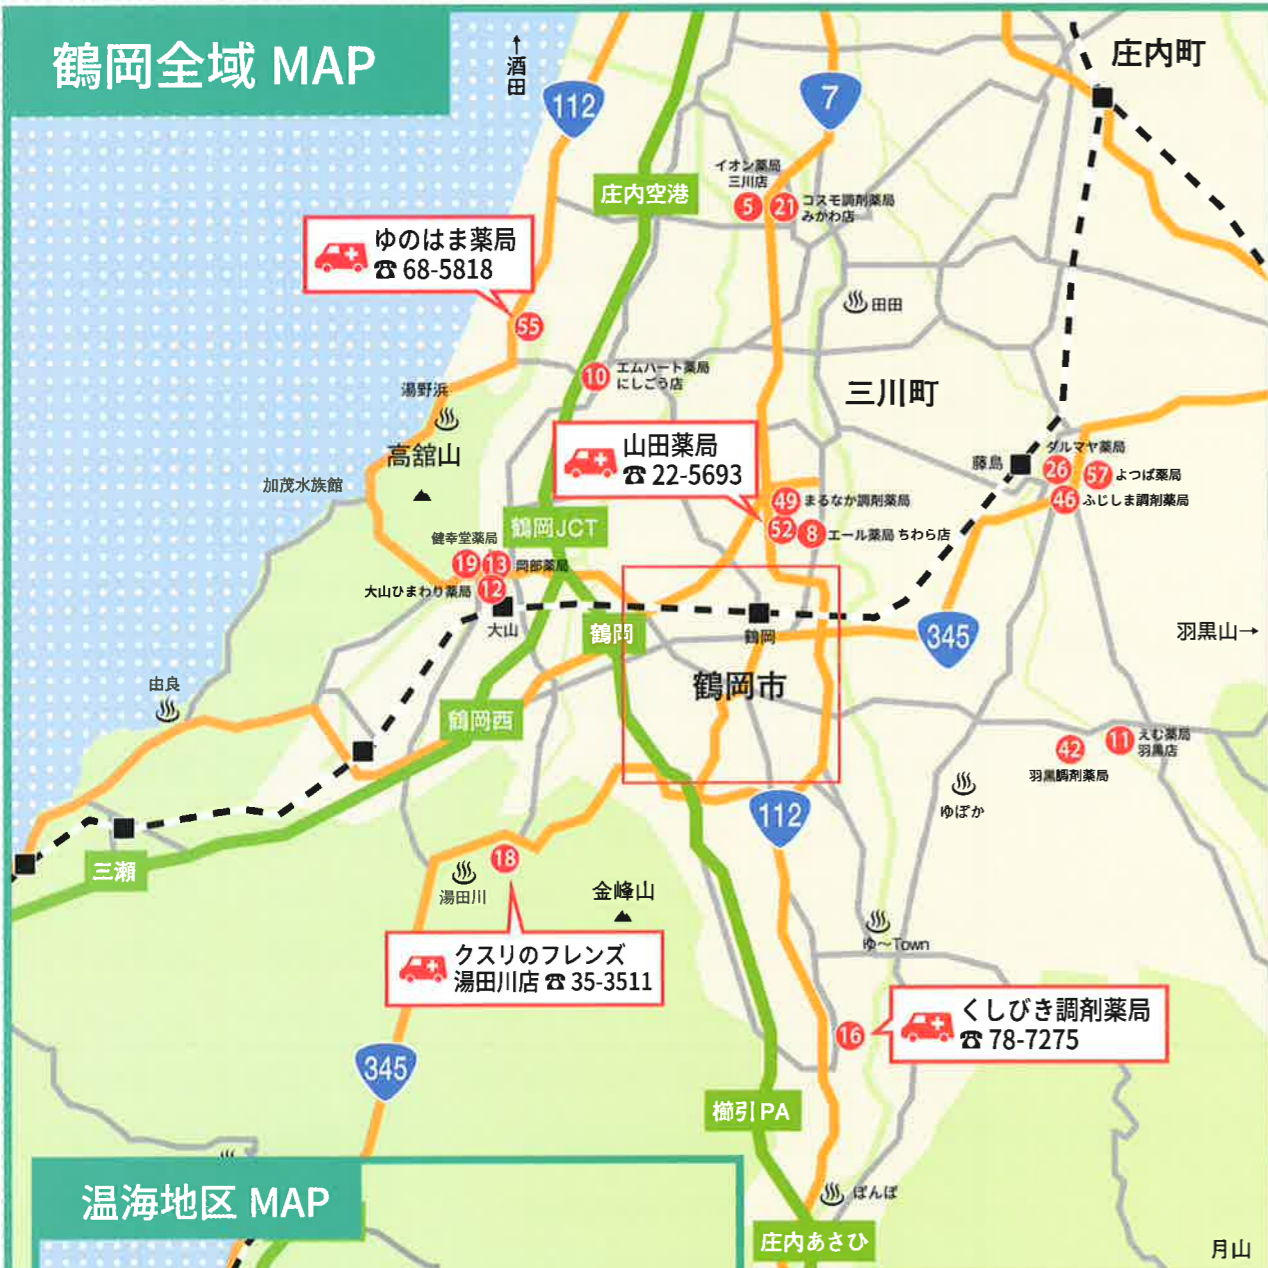 鶴岡全域 MAP
↑酒田
112
7
庄内町
庄内空港
イオン薬局
三川店
5
21
コスモ調剤薬局
みかわ店
ゆのはま薬局
☎ 68-5818
55
田田
10
エムハート薬局
にしごう店
湯野浜
三川町
高舘山
山田薬局
☎ 22-5693
加茂水族館
藤島
ダルマヤ薬局
26
57
よつば薬局
46
ふじしま調剤薬局
49
まるなか調剤薬局
52
8
エール薬局 ちわら店
鶴岡JCT
健幸堂薬局
19
13
岡部薬局
大山ひまわり薬局
12
大山
鶴岡
鶴岡
345
羽黒山→
鶴岡市
由良
鶴岡西
42
羽黒調剤薬局
11
えむ薬局
羽黒店
ゆぽか
112
三瀬
18
湯田川
金峰山
クスリのフレンズ
湯田川店 ☎ 35-3511
ゆ～Town
16
くしびき調剤薬局
☎ 78-7275
345
櫛引PA
ぽんぽ
庄内あさひ
月山
温海地区 MAP